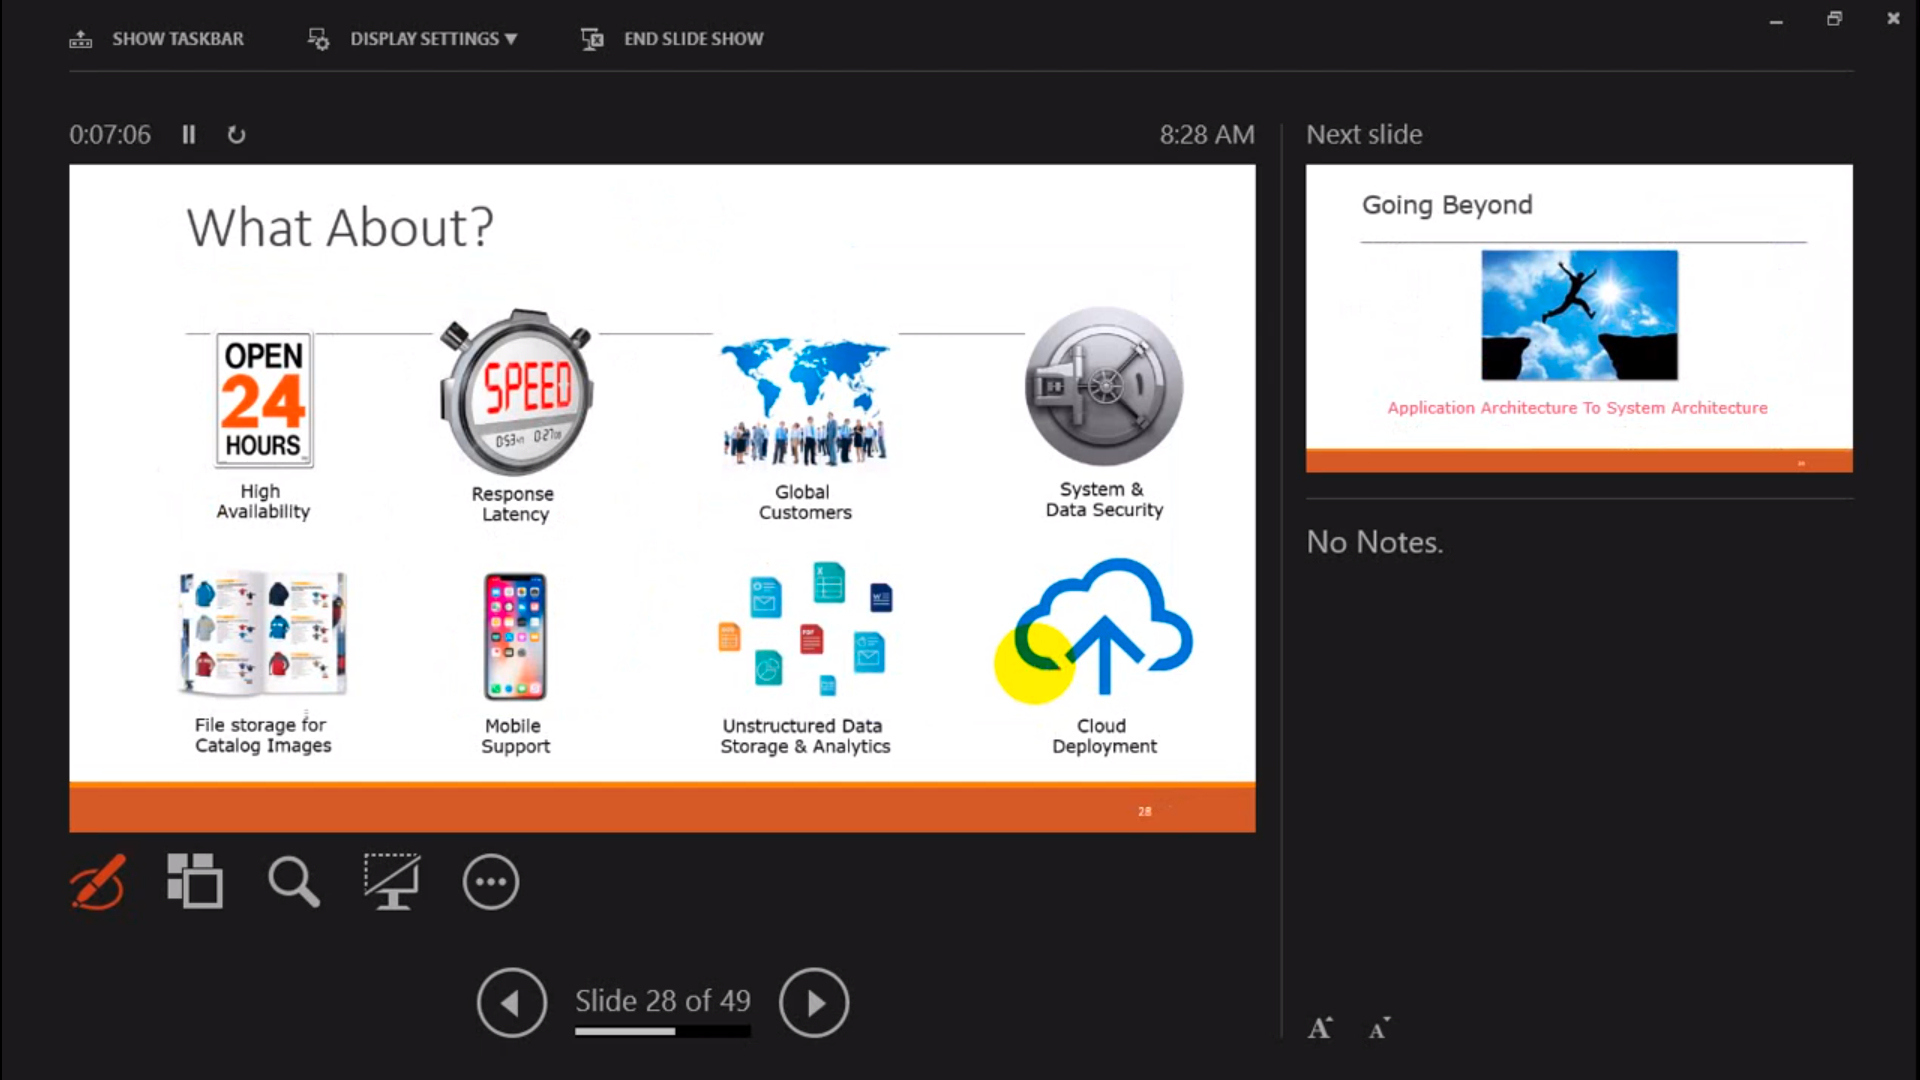 SHOW TASKBAR
DISPLAY SETTINGS ▼
END SLIDE SHOW
0:07:06
8:28 AM
Next slide
What About?
OPEN
24
HOURS
SPEED
High
Availability
Response
Latency
Global
Customers
System &
Data Security
File storage for
Catalog Images
Mobile
Support
Unstructured Data
Storage & Analytics
Cloud
Deployment
28
Going Beyond
Application Architecture To System Architecture
No Notes.
Slide 28 of 49
A A